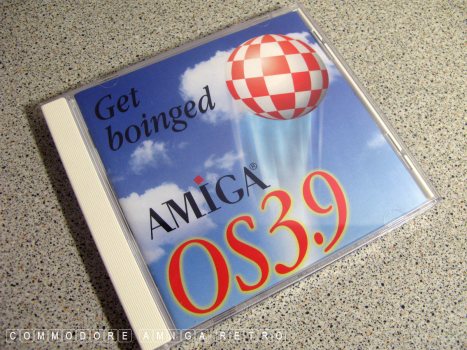 Get
boinged
AMIGA®
OS3.9
COMMODORE AMIGA RETRO